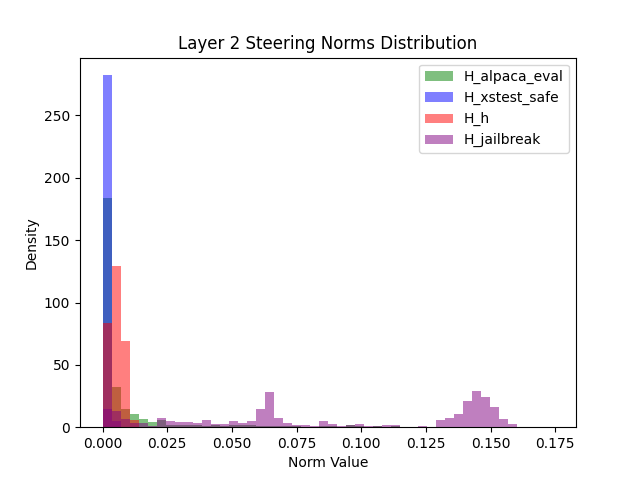 Layer 2 Steering Norms Distribution
H_alpaca_eval
H_xstest_safe
H_h
H_jailbreak
Density
250
200
150
100
50
0
0.000 0.025 0.050 0.075 0.100 0.125 0.150 0.175
Norm Value